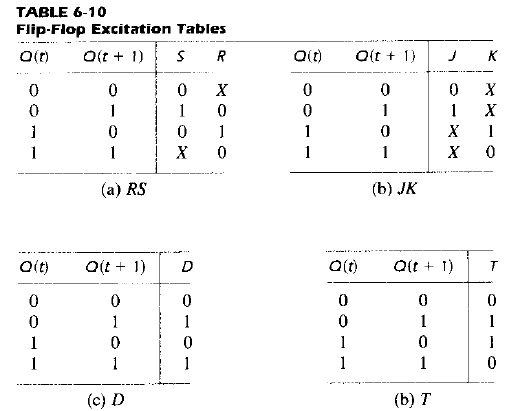 TABLE 6-10
Flip-Flop Excitation Tables
Q(t) Q(t + 1) S R
0 0 0 X
0 1 1 0
1 0 0 1
1 1 X 0
(a) RS
Q(t) Q(t + 1) J K
0 0 0 X
0 1 1 X
1 0 X 1
1 1 X 0
(b) JK
Q(t) Q(t + 1) D
0 0 0
0 1 1
1 0 0
1 1 1
(c) D
Q(t) Q(t + 1) T
0 0 0
0 1 1
1 0 1
1 1 0
(b) T